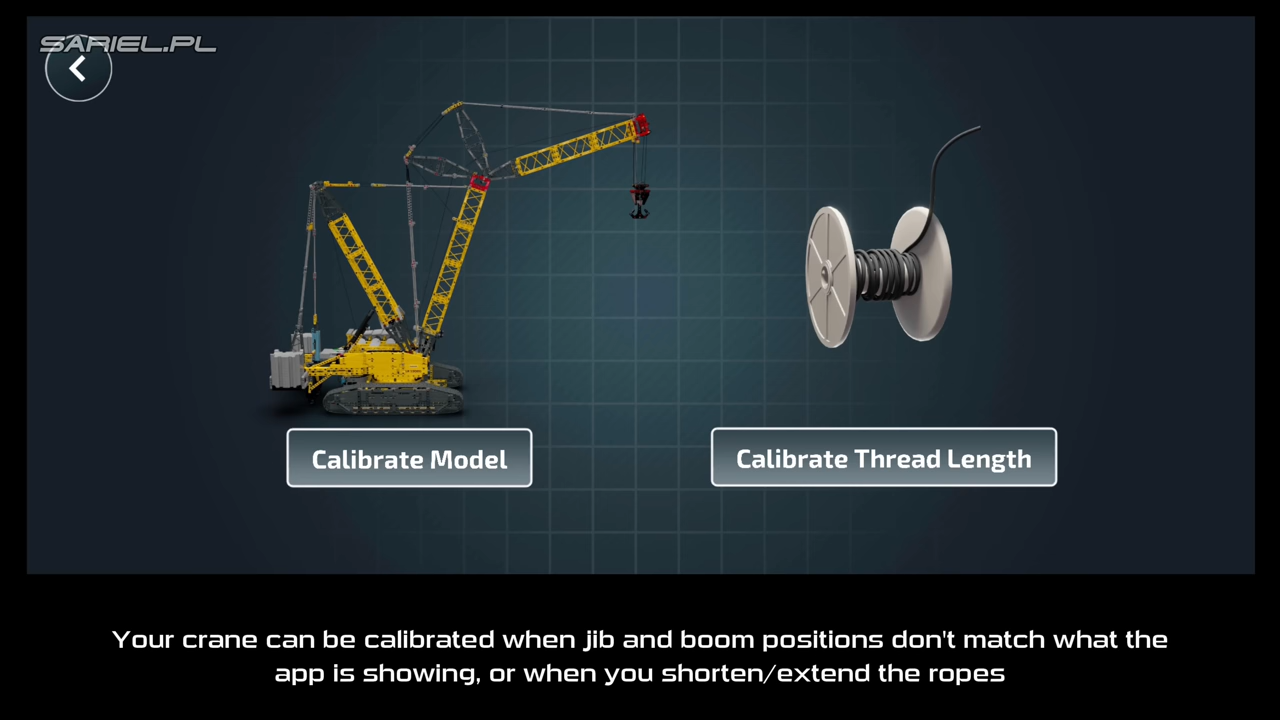 SARIEL.PL
Calibrate Model
Calibrate Thread Length
Your crane can be calibrated when jib and boom positions don't match what the
app is showing, or when you shorten/extend the ropes